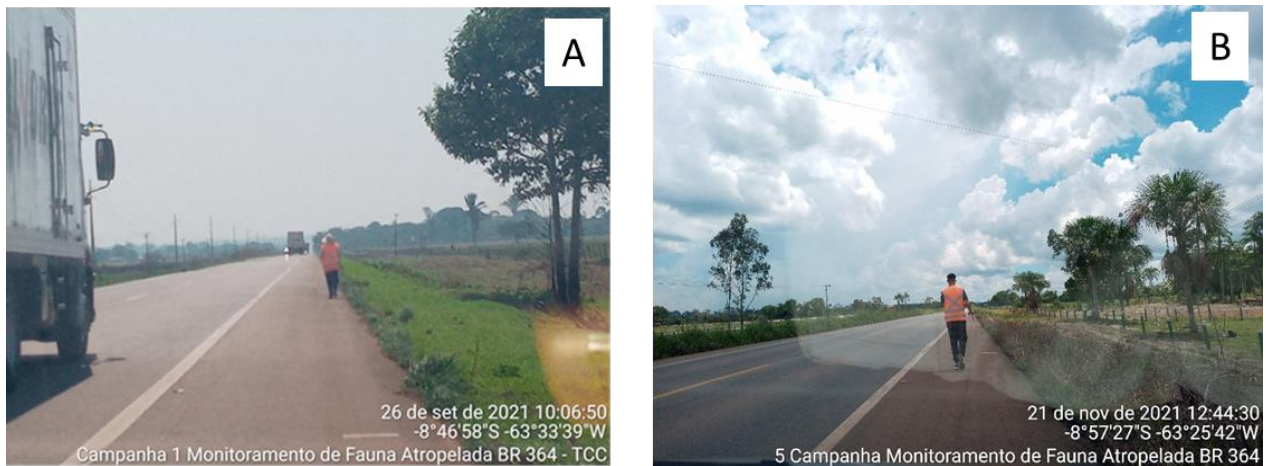 A
26 de set de 2021 10:06:50
-8°46'58"S -63°33'39"W
Campanha 1 Monitoramento de Fauna Atropelada BR 364 - TCC
B
21 de nov de 2021 12:44:30
-8°57'27"S -63°25'42"W
5 Campanha Monitoramento de Fauna Atropelada BR 364